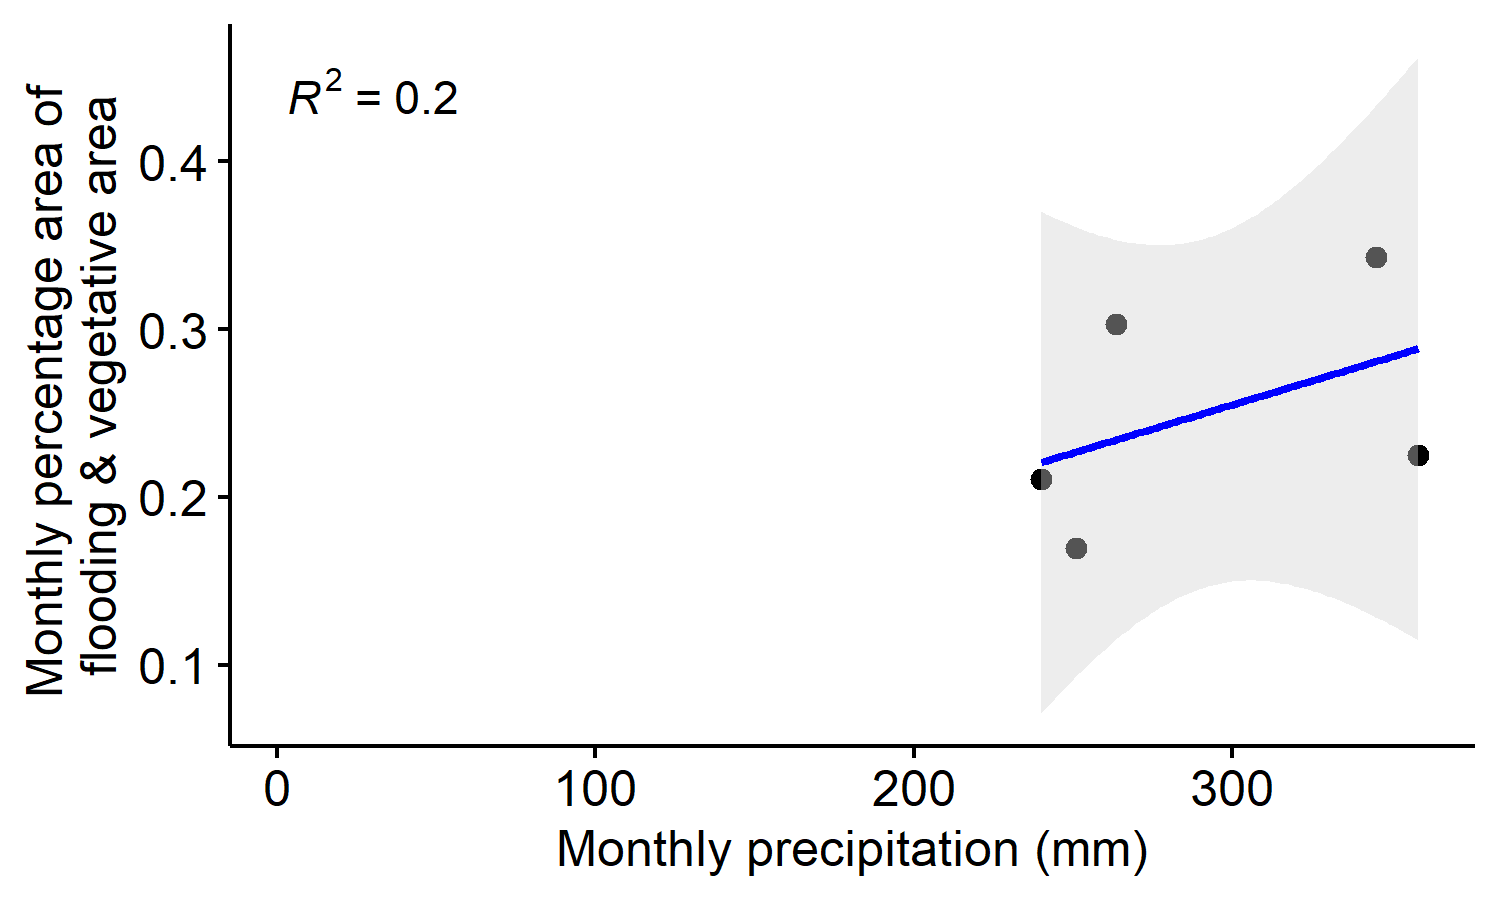 Monthly percentage area of
flooding & vegetative area
R² = 0.2
0.4
0.3
0.2
0.1
0 100 200 300
Monthly precipitation (mm)